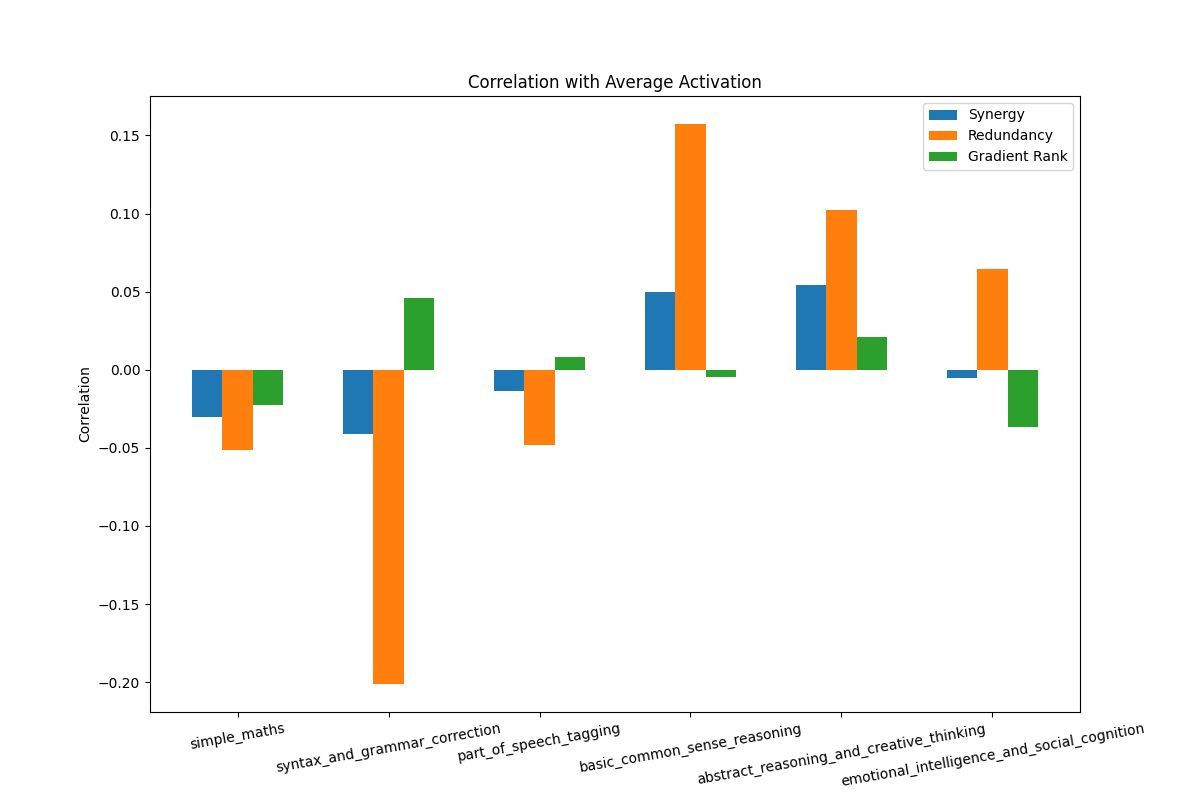 Correlation with Average Activation
Synergy
Redundancy
Gradient Rank
0.15
0.10
0.05
0.00
−0.05
−0.10
−0.15
−0.20
Correlation
simple_maths
syntax_and_grammar_correction
part_of_speech_tagging
basic_common_sense_reasoning
abstract_reasoning_and_creative_thinking
emotional_intelligence_and_social_cognition